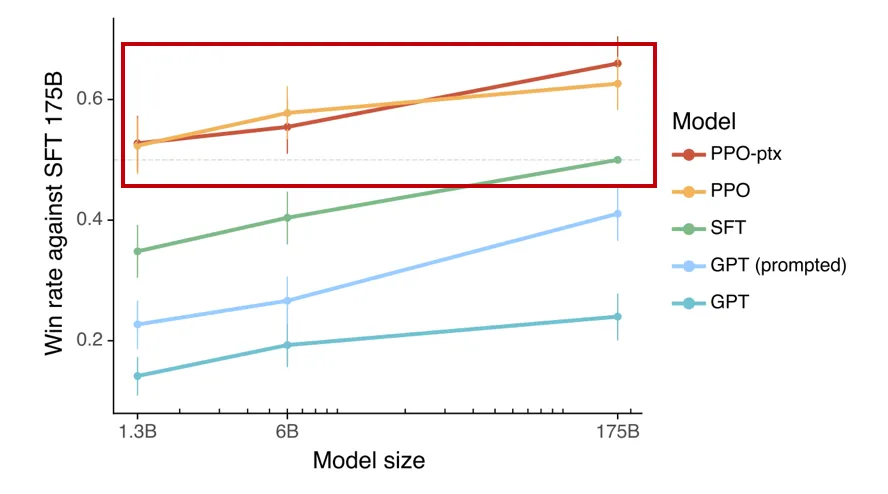 Win rate against SFT 175B
0.6
0.4
0.2
1.3B
6B
175B
Model size
Model
PPO-ptx
PPO
SFT
GPT (prompted)
GPT